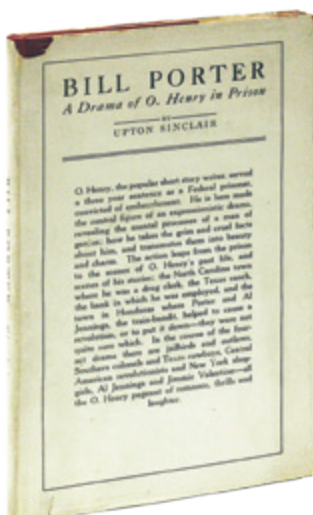 BILL PORTER
A Drama of O. Henry in Prison
BY
UPTON SINCLAIR
O. Henry, the popular short story writer, served
a three year sentence as a Federal prisoner,
convicted of embezzlement. He is here made
the central figure of an expressionistic drama,
revealing the mental processes of a man of
genius; how he takes the grim and cruel facts
about him, and transmutes them into beauty
and charm. The action leaps from the prison
to the scenes of O. Henry's past life, and
scenes of his stories; the North Carolina town
where he was a drug clerk, the Texas ranch,
the bank in which he was employed, and the
town in Honduras where Porter and Al
Jennings, the train-bandit, helped to cause a
revolution, or to put it down—they were not
quite sure which. In the course of the four-
act drama there are jailbirds and outlaws,
Southern colonels and Texas cowboys, Central
American revolutionists and New York shop-
girls, Al Jennings and Jimmie Valentine—all
the O. Henry pageant of romance, thrills and
laughter.